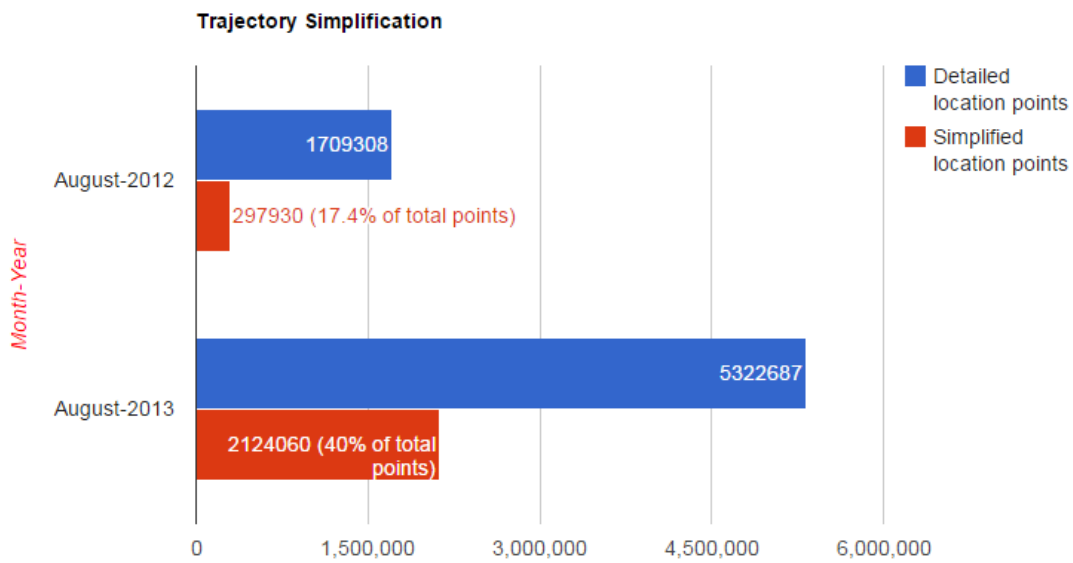 Trajectory Simplification
Detailed
location points
Simplified
location points
Month-Year
August-2012
1709308
297930 (17.4% of total points)
August-2013
5322687
2124060 (40% of total
points)
0
1,500,000
3,000,000
4,500,000
6,000,000